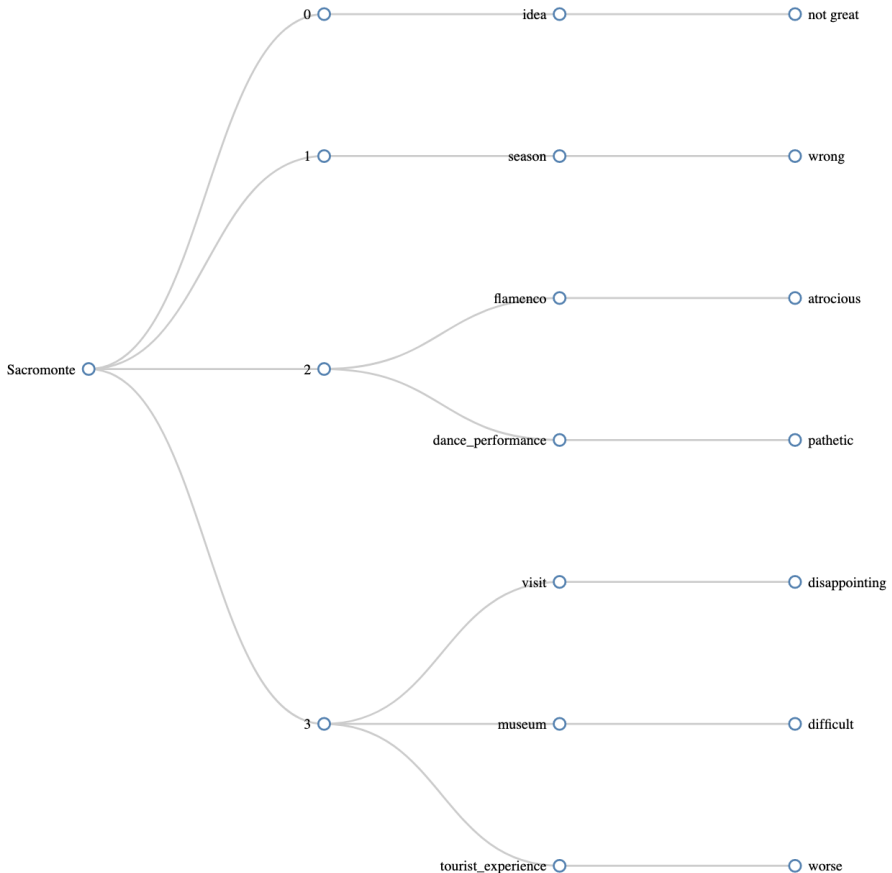 0 idea not great
1 season wrong
flamenco atrocious
Sacromonte 2
dance_performance pathetic
visit disappointing
3 museum difficult
tourist_experience worse